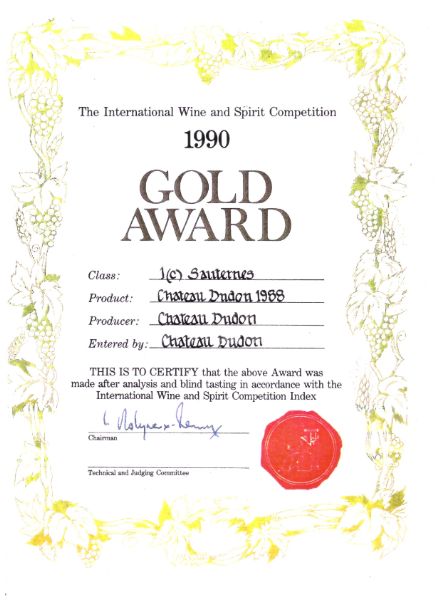 The International Wine and Spirit Competition
1990
GOLD
AWARD
Class: 1(c) Sauternes
Product: Chateau Dudon 1988
Producer: Chateau Dudon
Entered by: Chateau Dudon
THIS IS TO CERTIFY that the above Award was
made after analysis and blind tasting in accordance with the
International Wine and Spirit Competition Index
Chairman
Technical and Judging Committee